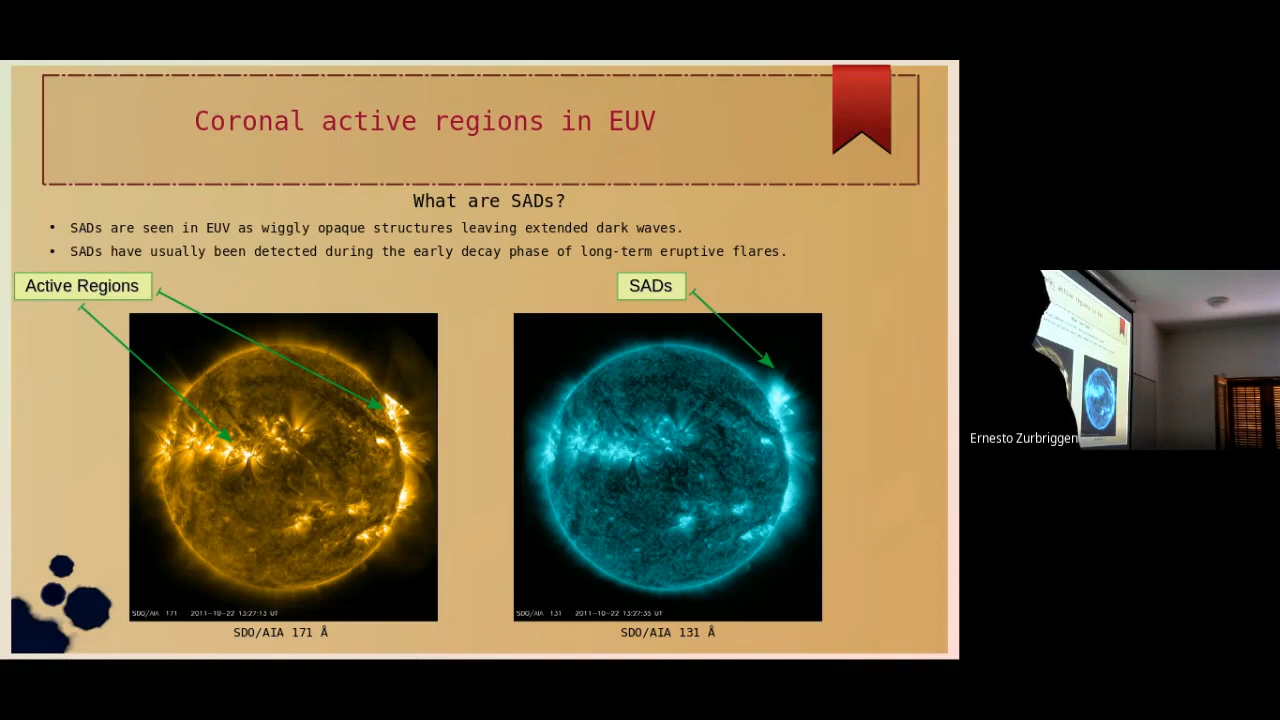 Coronal active regions in EUV
What are SADs?
• SADs are seen in EUV as wiggly opaque structures leaving extended dark waves.
• SADs have usually been detected during the early decay phase of long-term eruptive flares.
Active Regions
SADs
SDO/AIA 171 2011-10-22 13:27:13 UT
SDO/AIA 131 2011-10-22 13:27:35 UT
SDO/AIA 171 Å
SDO/AIA 131 Å
Ernesto Zurbriggen